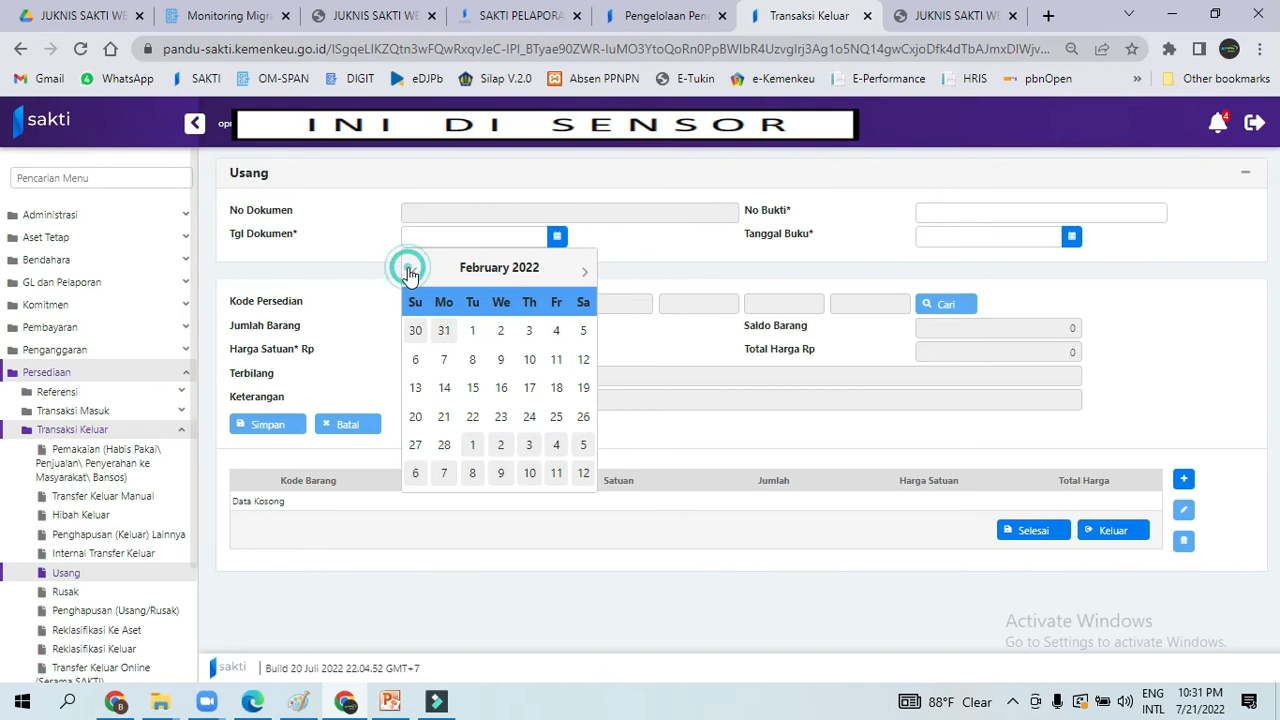 JUKNIS SAKTI WE
Monitoring Migra
JUKNIS SAKTI WE
SAKTI PELAPORA
Pengelolaan Pen
Transaksi Keluar
JUKNIS SAKTI WE
Gmail
WhatsApp
SAKTI
OM-SPAN
DIGIT
eDJPb
Silap V.2.0
Absen PPNPN
E-Tukin
e-Kemenkeu
E-Performance
HRIS
pbnOpen
»
Other bookmarks
sakti
ope
INI DI SENSOR
4
Pencarian Menu
Administrasi
Aset Tetap
Bendahara
GL dan Pelaporan
Komitmen
Pembayaran
Penganggaran
Persediaan
Referensi
Transaksi Masuk
Transaksi Keluar
Pemakaian (Habis Pakai\
Penjualan\ Penyerahan ke
Masyarakat\ Bansos)
Transfer Keluar Manual
Hibah Keluar
Penghapusan (Keluar) Lainnya
Internal Transfer Keluar
Usang
Rusak
Penghapusan (Usang/Rusak)
Reklasifikasi Ke Aset
Reklasifikasi Keluar
Transfer Keluar Online
(Sesama SAKTI)
Usang
No Dokumen
No Bukti*
Tgl Dokumen*
Tanggal Buku*
February 2022
Su Mo Tu We Th Fr Sa
30 31 1 2 3 4 5
6 7 8 9 10 11 12
13 14 15 16 17 18 19
20 21 22 23 24 25 26
27 28 1 2 3 4 5
6 7 8 9 10 11 12
Kode Persedian
Cari
Jumlah Barang
Saldo Barang
0
Harga Satuan* Rp
Total Harga Rp
0
Terbilang
Keterangan
Simpan
Batal
Kode Barang
Satuan
Jumlah
Harga Satuan
Total Harga
Data Kosong
Selesai
Keluar
Activate Windows
Go to Settings to activate Windows.
sakti
Build 20 Juli 2022 22.04.52 GMT+7
88°F Clear
ENG
INTL
10:31 PM
7/21/2022